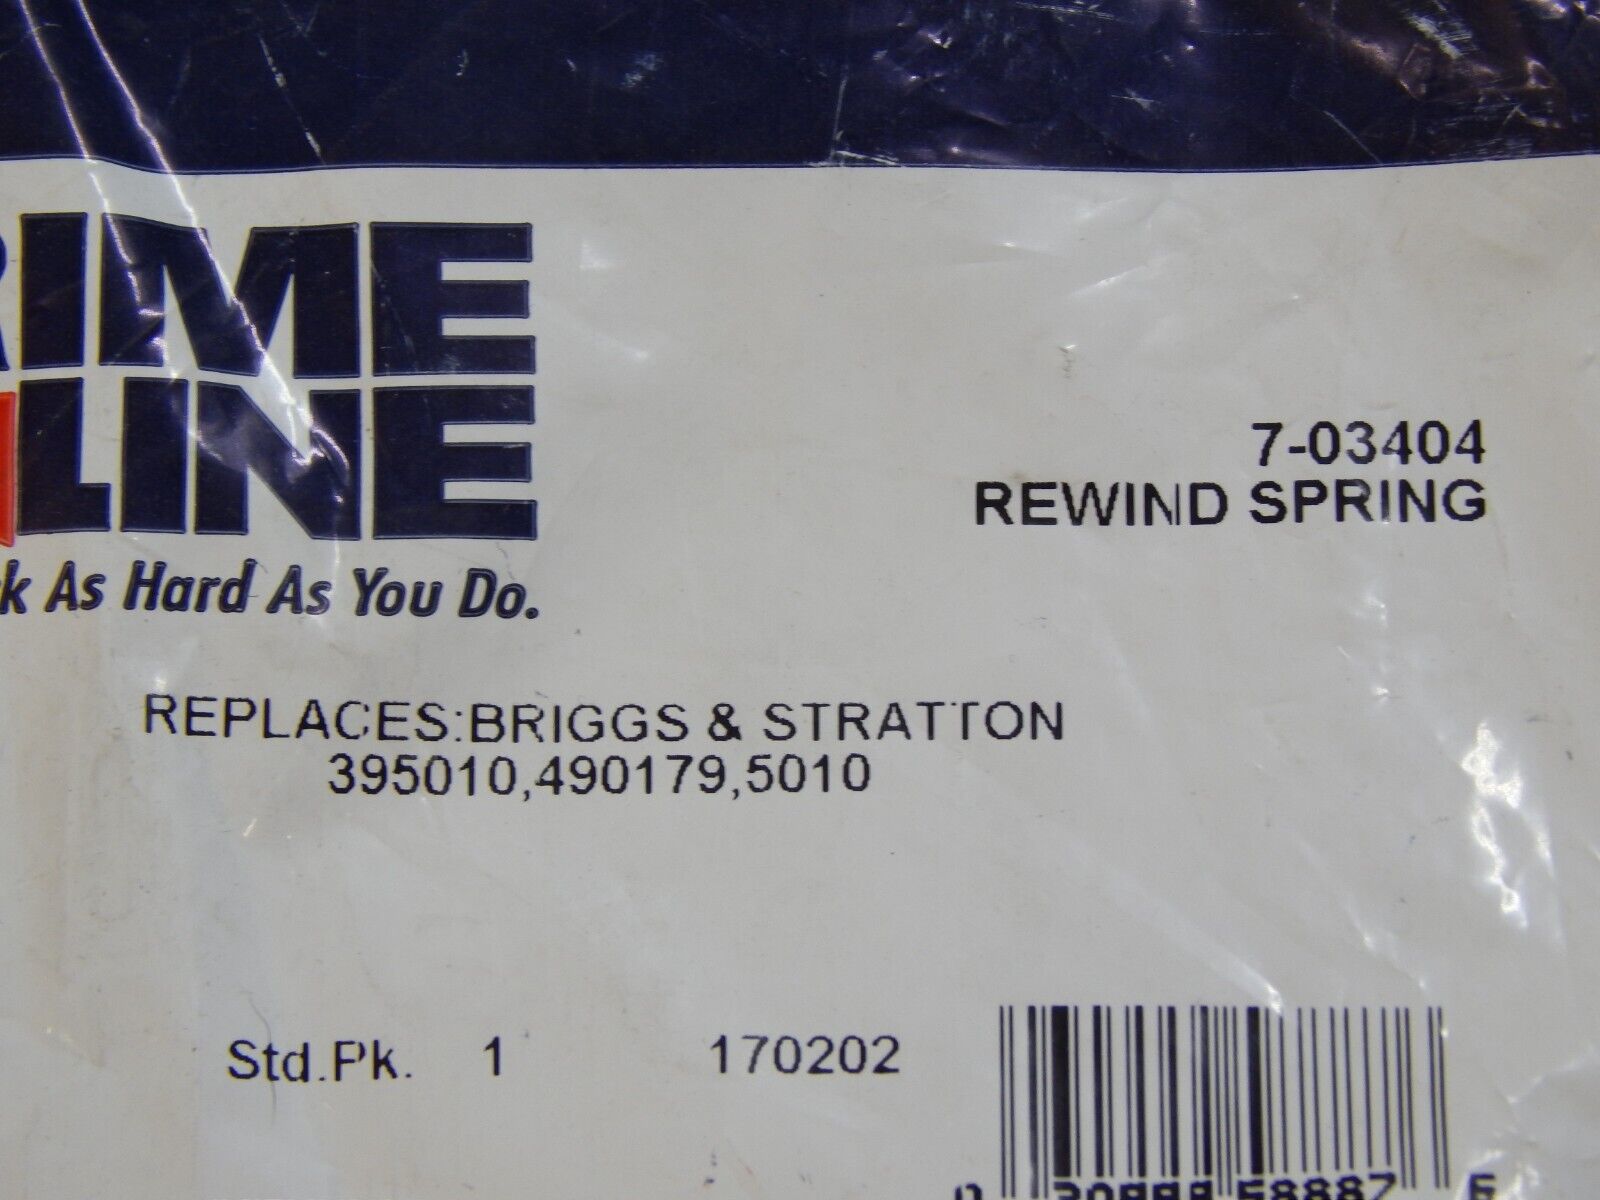 RIME
LINE
k As Hard As You Do.
7-03404
REWIND SPRING
REPLACES:BRIGGS & STRATTON
395010,490179,5010
Std.Pk. 1 170202